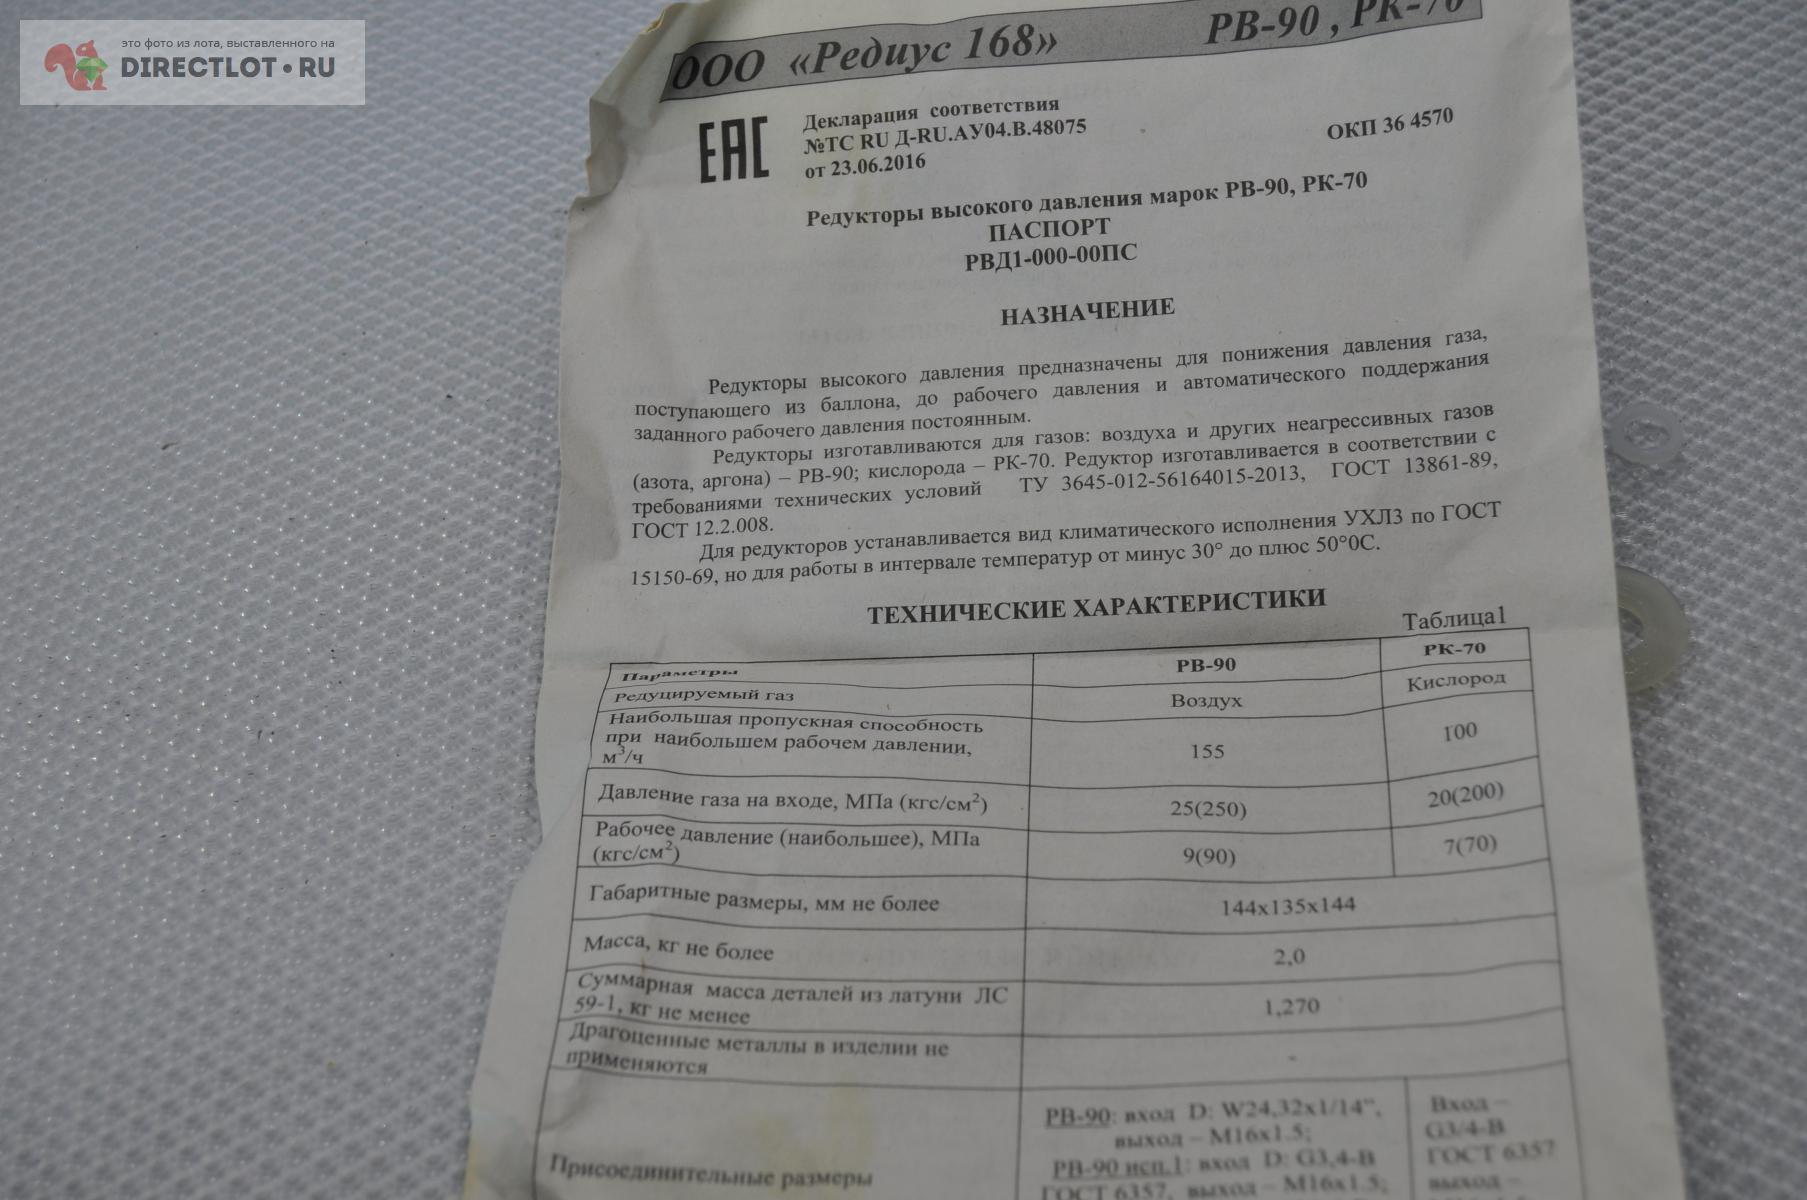 это фото из лота, выставленного на
DIRECTLOT•RU
ООО «Редиус 168» РВ-90 , РК-70
ЕАС
Декларация соответствия
№ТС RU Д-RU.АУ04.В.48075
от 23.06.2016
ОКП 36 4570
Редукторы высокого давления марок РВ-90, РК-70
ПАСПОРТ
РВД1-000-00ПС
НАЗНАЧЕНИЕ
Редукторы высокого давления предназначены для понижения давления газа,
поступающего из баллона, до рабочего давления и автоматического поддержания
заданного рабочего давления постоянным.
Редукторы изготавливаются для газов: воздуха и других неагрессивных газов
(азота, аргона) – РВ-90; кислорода – РК-70. Редуктор изготавливается в соответствии с
требованиями технических условий ТУ 3645-012-56164015-2013, ГОСТ 13861-89,
ГОСТ 12.2.008.
Для редукторов устанавливается вид климатического исполнения УХЛ3 по ГОСТ
15150-69, но для работы в интервале температур от минус 30° до плюс 50°0С.
ТЕХНИЧЕСКИЕ ХАРАКТЕРИСТИКИ
Таблица1
Параметры РВ-90 РК-70
Редуцируемый газ Воздух Кислород
Наибольшая пропускная способность
при наибольшем рабочем давлении,
м³/ч 155 100
Давление газа на входе, МПа (кгс/см²) 25(250) 20(200)
Рабочее давление (наибольшее), МПа
(кгс/см²) 9(90) 7(70)
Габаритные размеры, мм не более 144х135х144
Масса, кг не более 2,0
Суммарная масса деталей из латуни ЛС
59-1, кг не менее 1,270
Драгоценные металлы в изделии не
применяются -
Присоединительные размеры
РВ-90: вход D: W24,32x1/14",
выход – М16х1.5;
РВ-90 исп.1: вход D: G3,4-В
ГОСТ 6357, выход – М16х1.5;
Вход –
G3/4-В
ГОСТ 6357
выход –